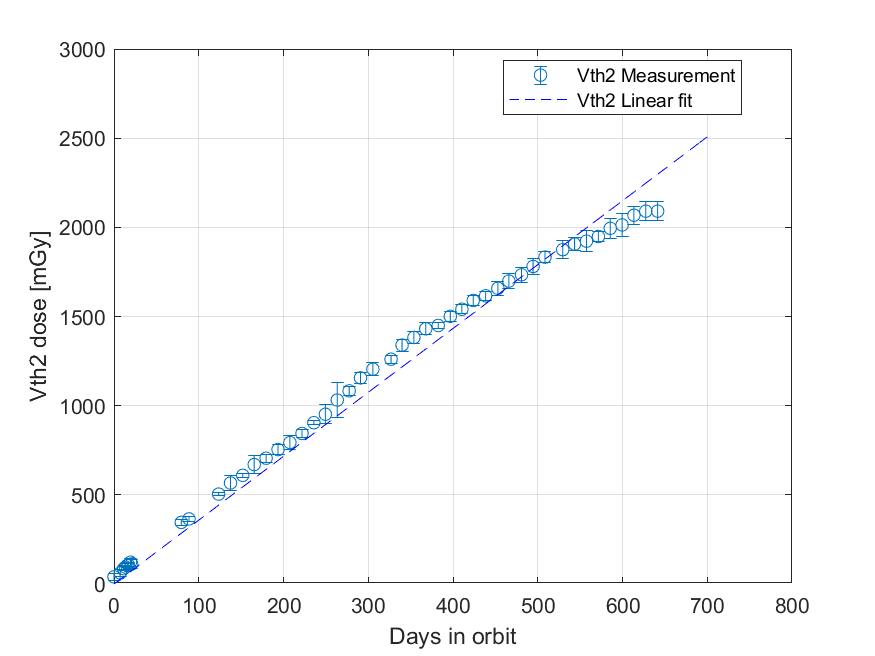 3000
2500
2000
1500
1000
500
0
0 100 200 300 400 500 600 700 800
Days in orbit
Vth2 dose [mGy]
Vth2 Measurement
Vth2 Linear fit